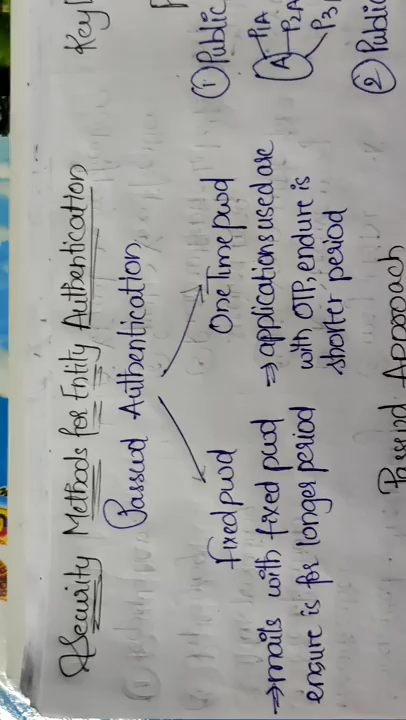 Security Methods for Entity Authentication
Passwd Authentication
Fixed pwd
One Time pwd
→ mails with fixed pwd
ensure is for longer period
⇒ applications used are
with OTP, endure is
shorter period
Passwd Approach
Key
① Public
A
P1A
P2A
P3
② Public